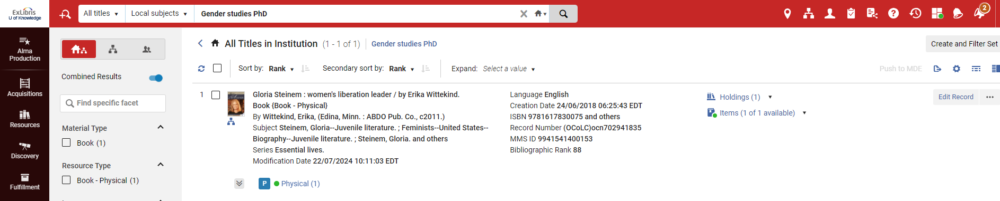 ExLibris
U of Knowledge
All titles
Local subjects
Gender studies PhD
2
Alma
Production
Acquisitions
Resources
Discovery
Fulfillment
Combined Results
Find specific facet
Material Type
Book (1)
Resource Type
Book - Physical (1)
All Titles in Institution (1 - 1 of 1) Gender studies PhD
Create and Filter Set
Sort by: Rank Secondary sort by: Rank Expand: Select a value
Push to MDE
1
Gloria Steinem : women's liberation leader / by Erika Wittekind.
Book {Book - Physical}
By Wittekind, Erika, (Edina, Minn. : ABDO Pub. Co., c2011.)
Subject Steinem, Gloria--Juvenile literature. ; Feminists--United States--
Biography--Juvenile literature. ; Steinem, Gloria. and others
Series Essential lives.
Modification Date 22/07/2024 10:11:03 EDT
Language English
Creation Date 24/06/2018 06:25:43 EDT
ISBN 9781617830075 and others
Record Number (OCoLC)ocn702941835
MMS ID 9941541400153
Bibliographic Rank 88
Holdings (1)
Items (1 of 1 available)
Edit Record
P Physical (1)